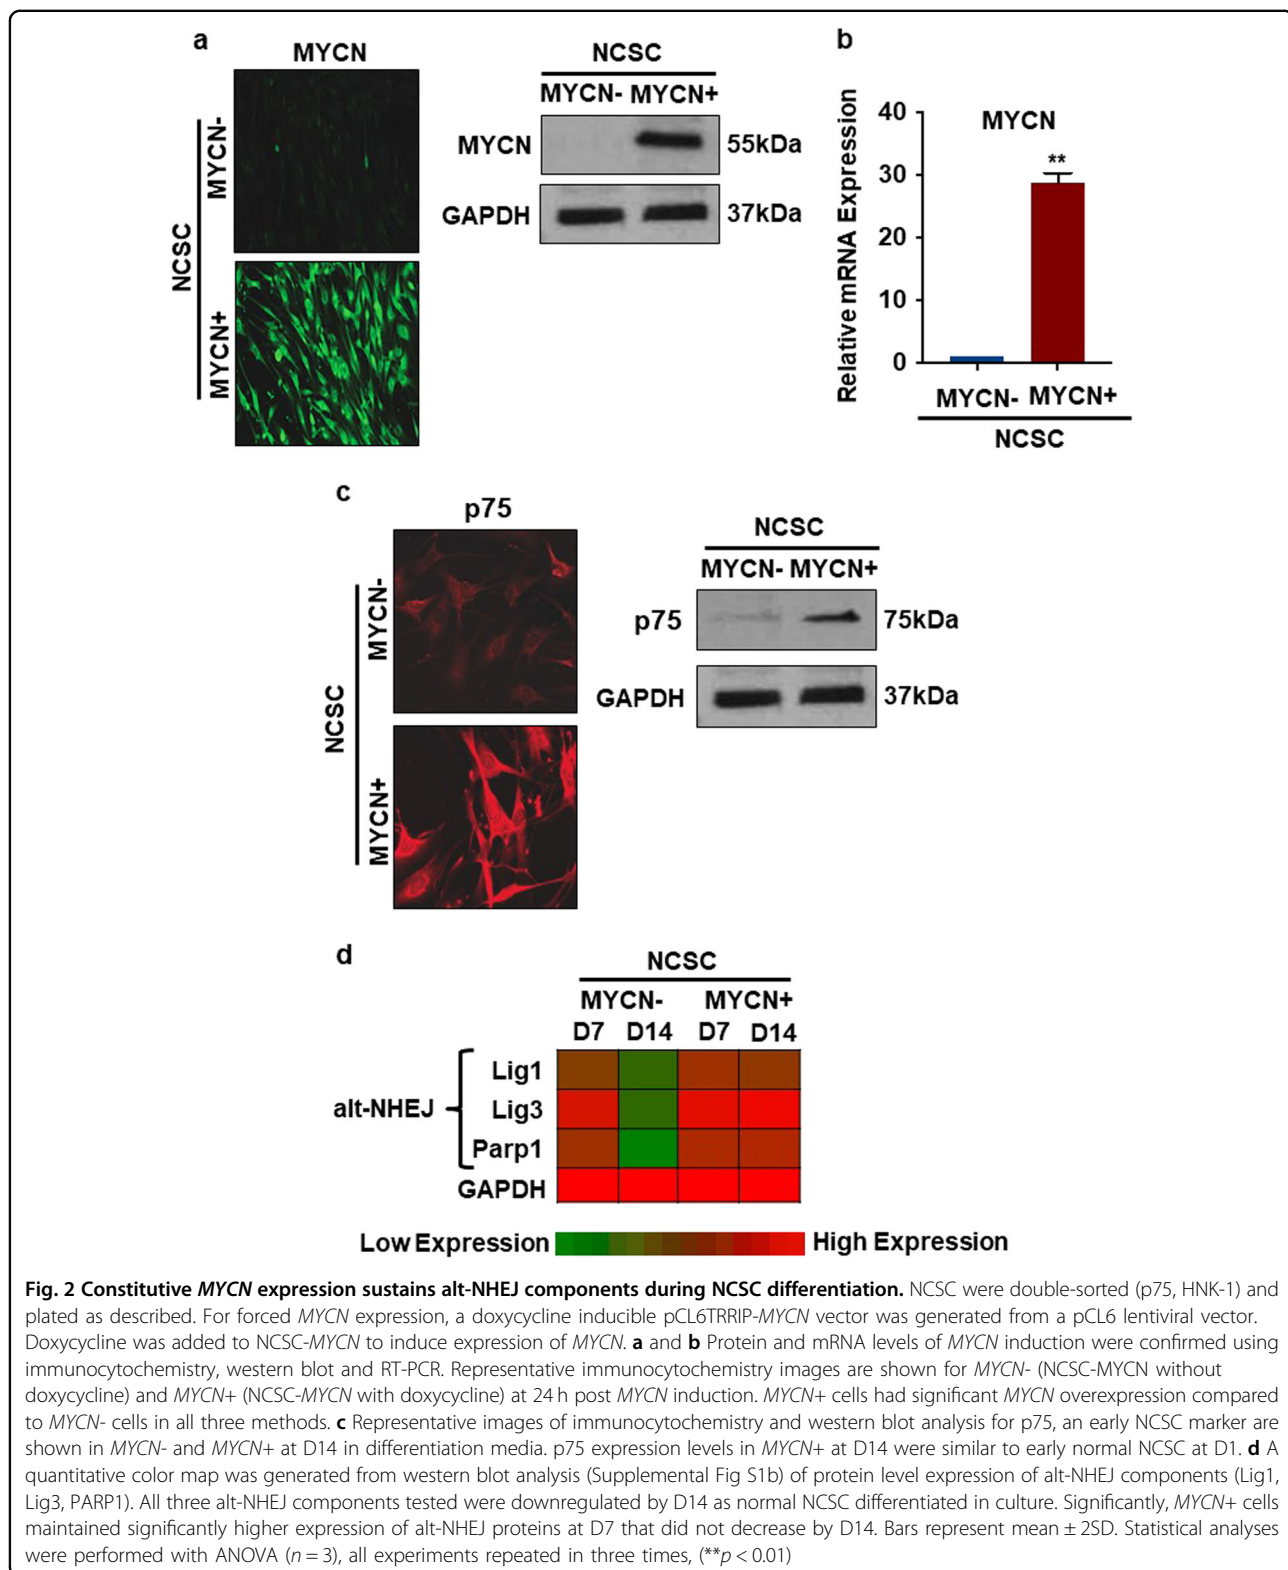 a
MYCN
NCSC
MYCN-
MYCN+
NCSC
MYCN- MYCN+
MYCN
55kDa
GAPDH
37kDa
b
MYCN
Relative mRNA Expression
40
30
20
10
0
**
MYCN- MYCN+
NCSC
c
p75
NCSC
MYCN-
MYCN+
NCSC
MYCN- MYCN+
p75
75kDa
GAPDH
37kDa
d
NCSC
MYCN- MYCN+
D7 D14 D7 D14
alt-NHEJ
Lig1
Lig3
Parp1
GAPDH
Low Expression High Expression
Fig. 2 Constitutive MYCN expression sustains alt-NHEJ components during NCSC differentiation. NCSC were double-sorted (p75, HNK-1) and
plated as described. For forced MYCN expression, a doxycycline inducible pCL6TRRIP-MYCN vector was generated from a pCL6 lentiviral vector.
Doxycycline was added to NCSC-MYCN to induce expression of MYCN. a and b Protein and mRNA levels of MYCN induction were confirmed using
immunocytochemistry, western blot and RT-PCR. Representative immunocytochemistry images are shown for MYCN- (NCSC-MYCN without
doxycycline) and MYCN+ (NCSC-MYCN with doxycycline) at 24 h post MYCN induction. MYCN+ cells had significant MYCN overexpression compared
to MYCN- cells in all three methods. c Representative images of immunocytochemistry and western blot analysis for p75, an early NCSC marker are
shown in MYCN- and MYCN+ at D14 in differentiation media. p75 expression levels in MYCN+ at D14 were similar to early normal NCSC at D1. d A
quantitative color map was generated from western blot analysis (Supplemental Fig S1b) of protein level expression of alt-NHEJ components (Lig1,
Lig3, PARP1). All three alt-NHEJ components tested were downregulated by D14 as normal NCSC differentiated in culture. Significantly, MYCN+ cells
maintained significantly higher expression of alt-NHEJ proteins at D7 that did not decrease by D14. Bars represent mean ± 2SD. Statistical analyses
were performed with ANOVA (n = 3), all experiments repeated in three times, (**p < 0.01)